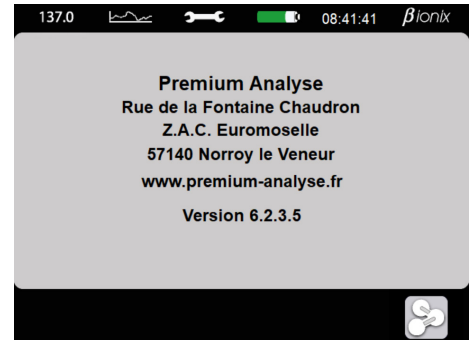 137.0 08:41:41 βionix
Premium Analyse
Rue de la Fontaine Chaudron
Z.A.C. Euromoselle
57140 Norroy le Veneur
www.premium-analyse.fr
Version 6.2.3.5